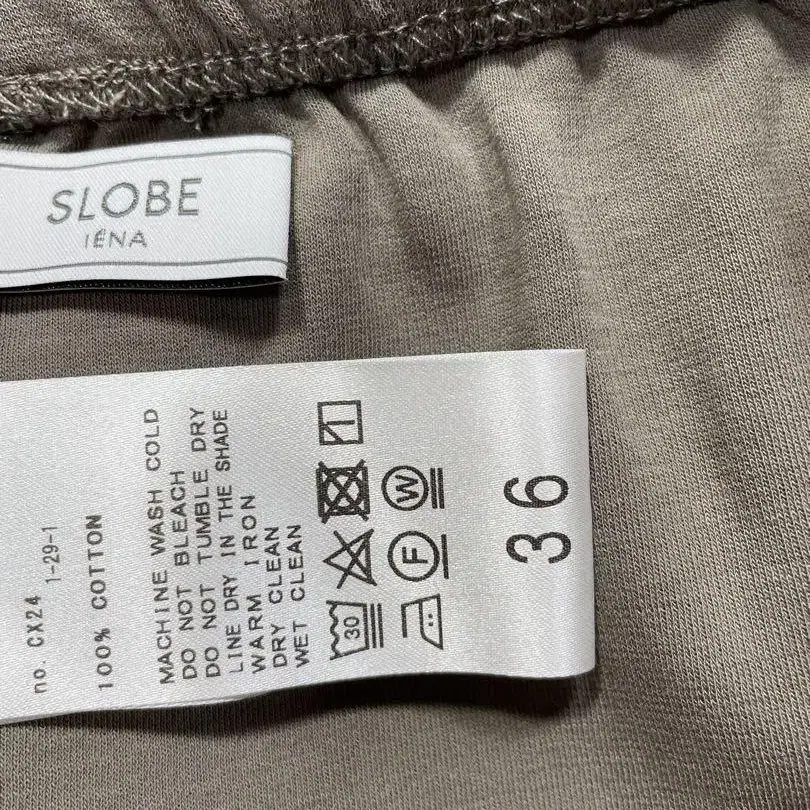 SLOBE
IÉNA
no. CX24
1-29-1
100% COTTON
MACHINE WASH COLD
DO NOT BLEACH
DO NOT TUMBLE DRY
LINE DRY IN THE SHADE
WARM IRON
DRY CLEAN
WET CLEAN
30
F
W
36